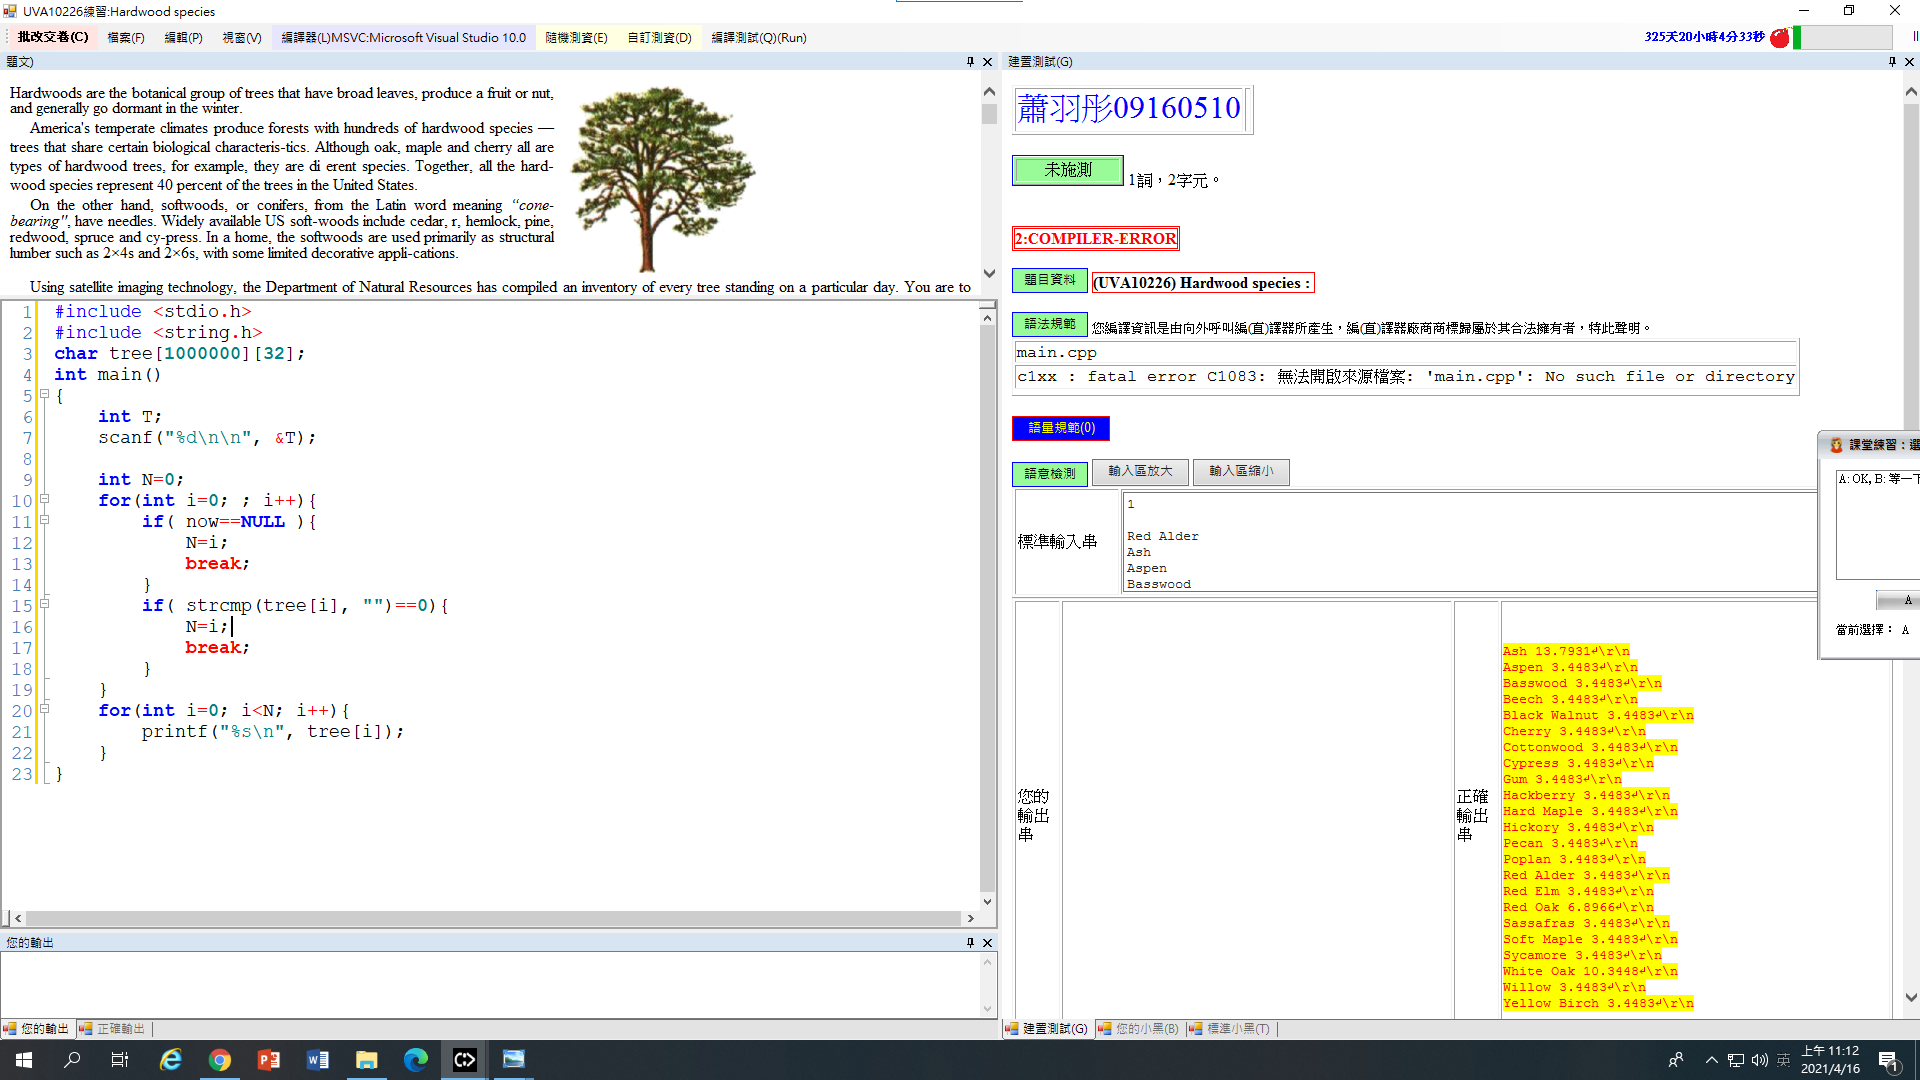 UVA10226練習:Hardwood species
批改交卷(C) 檔案(F) 編輯(P) 視窗(V) 編譯器(L)MSVC:Microsoft Visual Studio 10.0 隨機測資(E) 自訂測資(D) 編譯測試(Q)(Run)
325天20小時4分33秒
題文)
Hardwoods are the botanical group of trees that have broad leaves, produce a fruit or nut,
and generally go dormant in the winter.
America's temperate climates produce forests with hundreds of hardwood species —
trees that share certain biological characteris-tics. Although oak, maple and cherry all are
types of hardwood trees, for example, they are di erent species. Together, all the hard-
wood species represent 40 percent of the trees in the United States.
On the other hand, softwoods, or conifers, from the Latin word meaning “cone-
bearing", have needles. Widely available US soft-woods include cedar, r, hemlock, pine,
redwood, spruce and cy-press. In a home, the softwoods are used primarily as structural
lumber such as 2×4s and 2×6s, with some limited decorative appli-cations.
Using satellite imaging technology, the Department of Natural Resources has compiled an inventory of every tree standing on a particular day. You are to
1 #include <stdio.h>
2 #include <string.h>
3 char tree[1000000][32];
4 int main()
5 {
6 int T;
7 scanf("%d\n\n", &T);
8
9 int N=0;
10 for(int i=0; ; i++){
11 if( now==NULL ){
12 N=i;
13 break;
14 }
15 if( strcmp(tree[i], "")==0){
16 N=i;
17 break;
18 }
19 }
20 for(int i=0; i<N; i++){
21 printf("%s\n", tree[i]);
22 }
23 }
您的輸出
您的輸出 正確輸出
建置測試(G)
蕭羽彤09160510
未施測 1詞，2字元。
2:COMPILER-ERROR
題目資料 (UVA10226) Hardwood species :
語法規範 您編譯資訊是由向外呼叫編(直)譯器所產生，編(直)譯器廠商商標歸屬於其合法擁有者，特此聲明。
main.cpp
c1xx : fatal error C1083: 無法開啟來源檔案: 'main.cpp': No such file or directory
語量規範(0)
語意檢測 輸入區放大 輸入區縮小
標準輸入串
1
Red Alder
Ash
Aspen
Basswood
您的輸出串
正確輸出串
Ash 13.7931↵\r\n
Aspen 3.4483↵\r\n
Basswood 3.4483↵\r\n
Beech 3.4483↵\r\n
Black Walnut 3.4483↵\r\n
Cherry 3.4483↵\r\n
Cottonwood 3.4483↵\r\n
Cypress 3.4483↵\r\n
Gum 3.4483↵\r\n
Hackberry 3.4483↵\r\n
Hard Maple 3.4483↵\r\n
Hickory 3.4483↵\r\n
Pecan 3.4483↵\r\n
Poplan 3.4483↵\r\n
Red Alder 3.4483↵\r\n
Red Elm 3.4483↵\r\n
Red Oak 6.8966↵\r\n
Sassafras 3.4483↵\r\n
Soft Maple 3.4483↵\r\n
Sycamore 3.4483↵\r\n
White Oak 10.3448↵\r\n
Willow 3.4483↵\r\n
Yellow Birch 3.4483↵\r\n
課堂練習：選
A: OK, B: 等一下
A
當前選擇： A
建置測試(G) 您的小黑(B) 標準小黑(T)
英
上午 11:12
2021/4/16
1